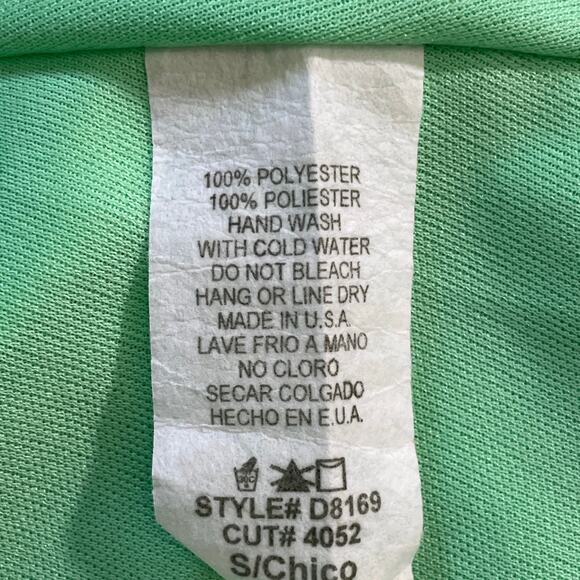 100% POLYESTER
100% POLIESTER
HAND WASH
WITH COLD WATER
DO NOT BLEACH
HANG OR LINE DRY
MADE IN U.S.A.
LAVE FRIO A MANO
NO CLORO
SECAR COLGADO
HECHO EN E.U.A.
30C
STYLE# D8169
CUT# 4052
S/Chico